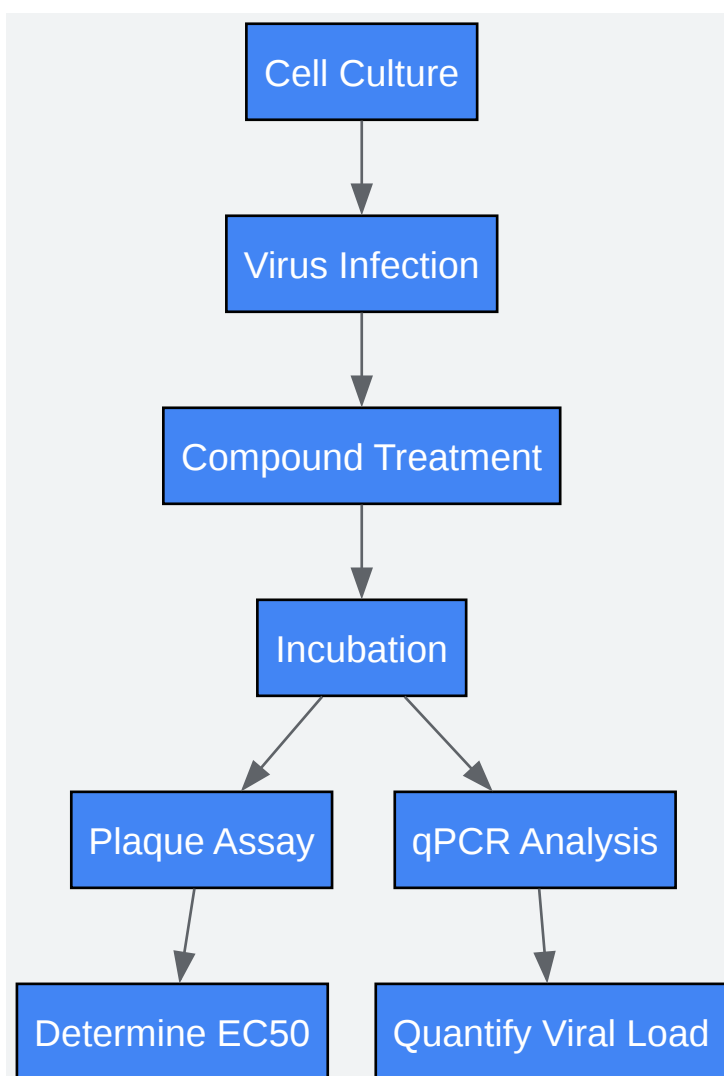 Cell Culture
Virus Infection
Compound Treatment
Incubation
Plaque Assay
qPCR Analysis
Determine EC50
Quantify Viral Load